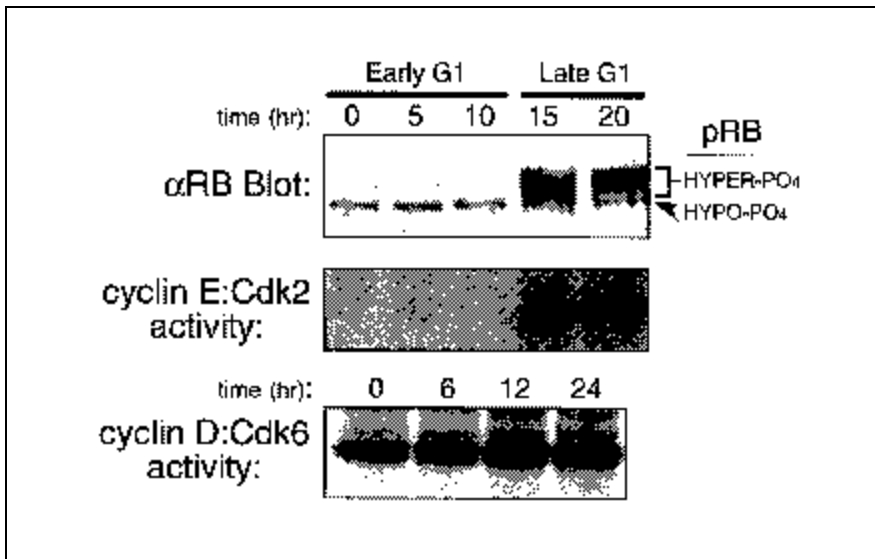 Early G1 Late G1
time (hr): 0 5 10 15 20 pRB
αRB Blot: HYPER-PO4
HYPO-PO4
cyclin E:Cdk2
activity:
time (hr): 0 6 12 24
cyclin D:Cdk6
activity: